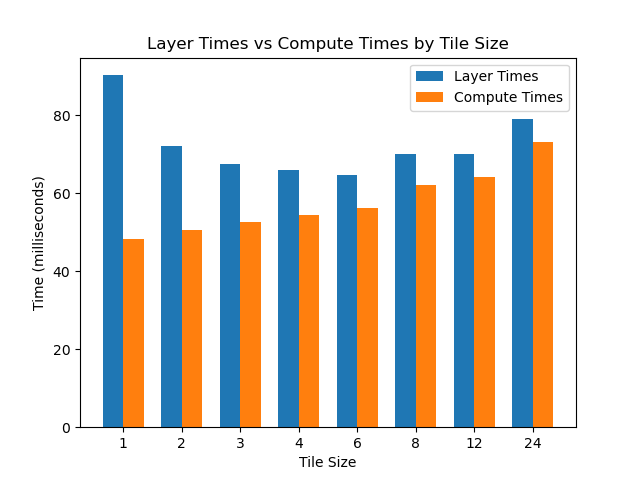 Layer Times vs Compute Times by Tile Size
Layer Times
Compute Times
Time (milliseconds)
80
60
40
20
0
1 2 3 4 6 8 12 24
Tile Size